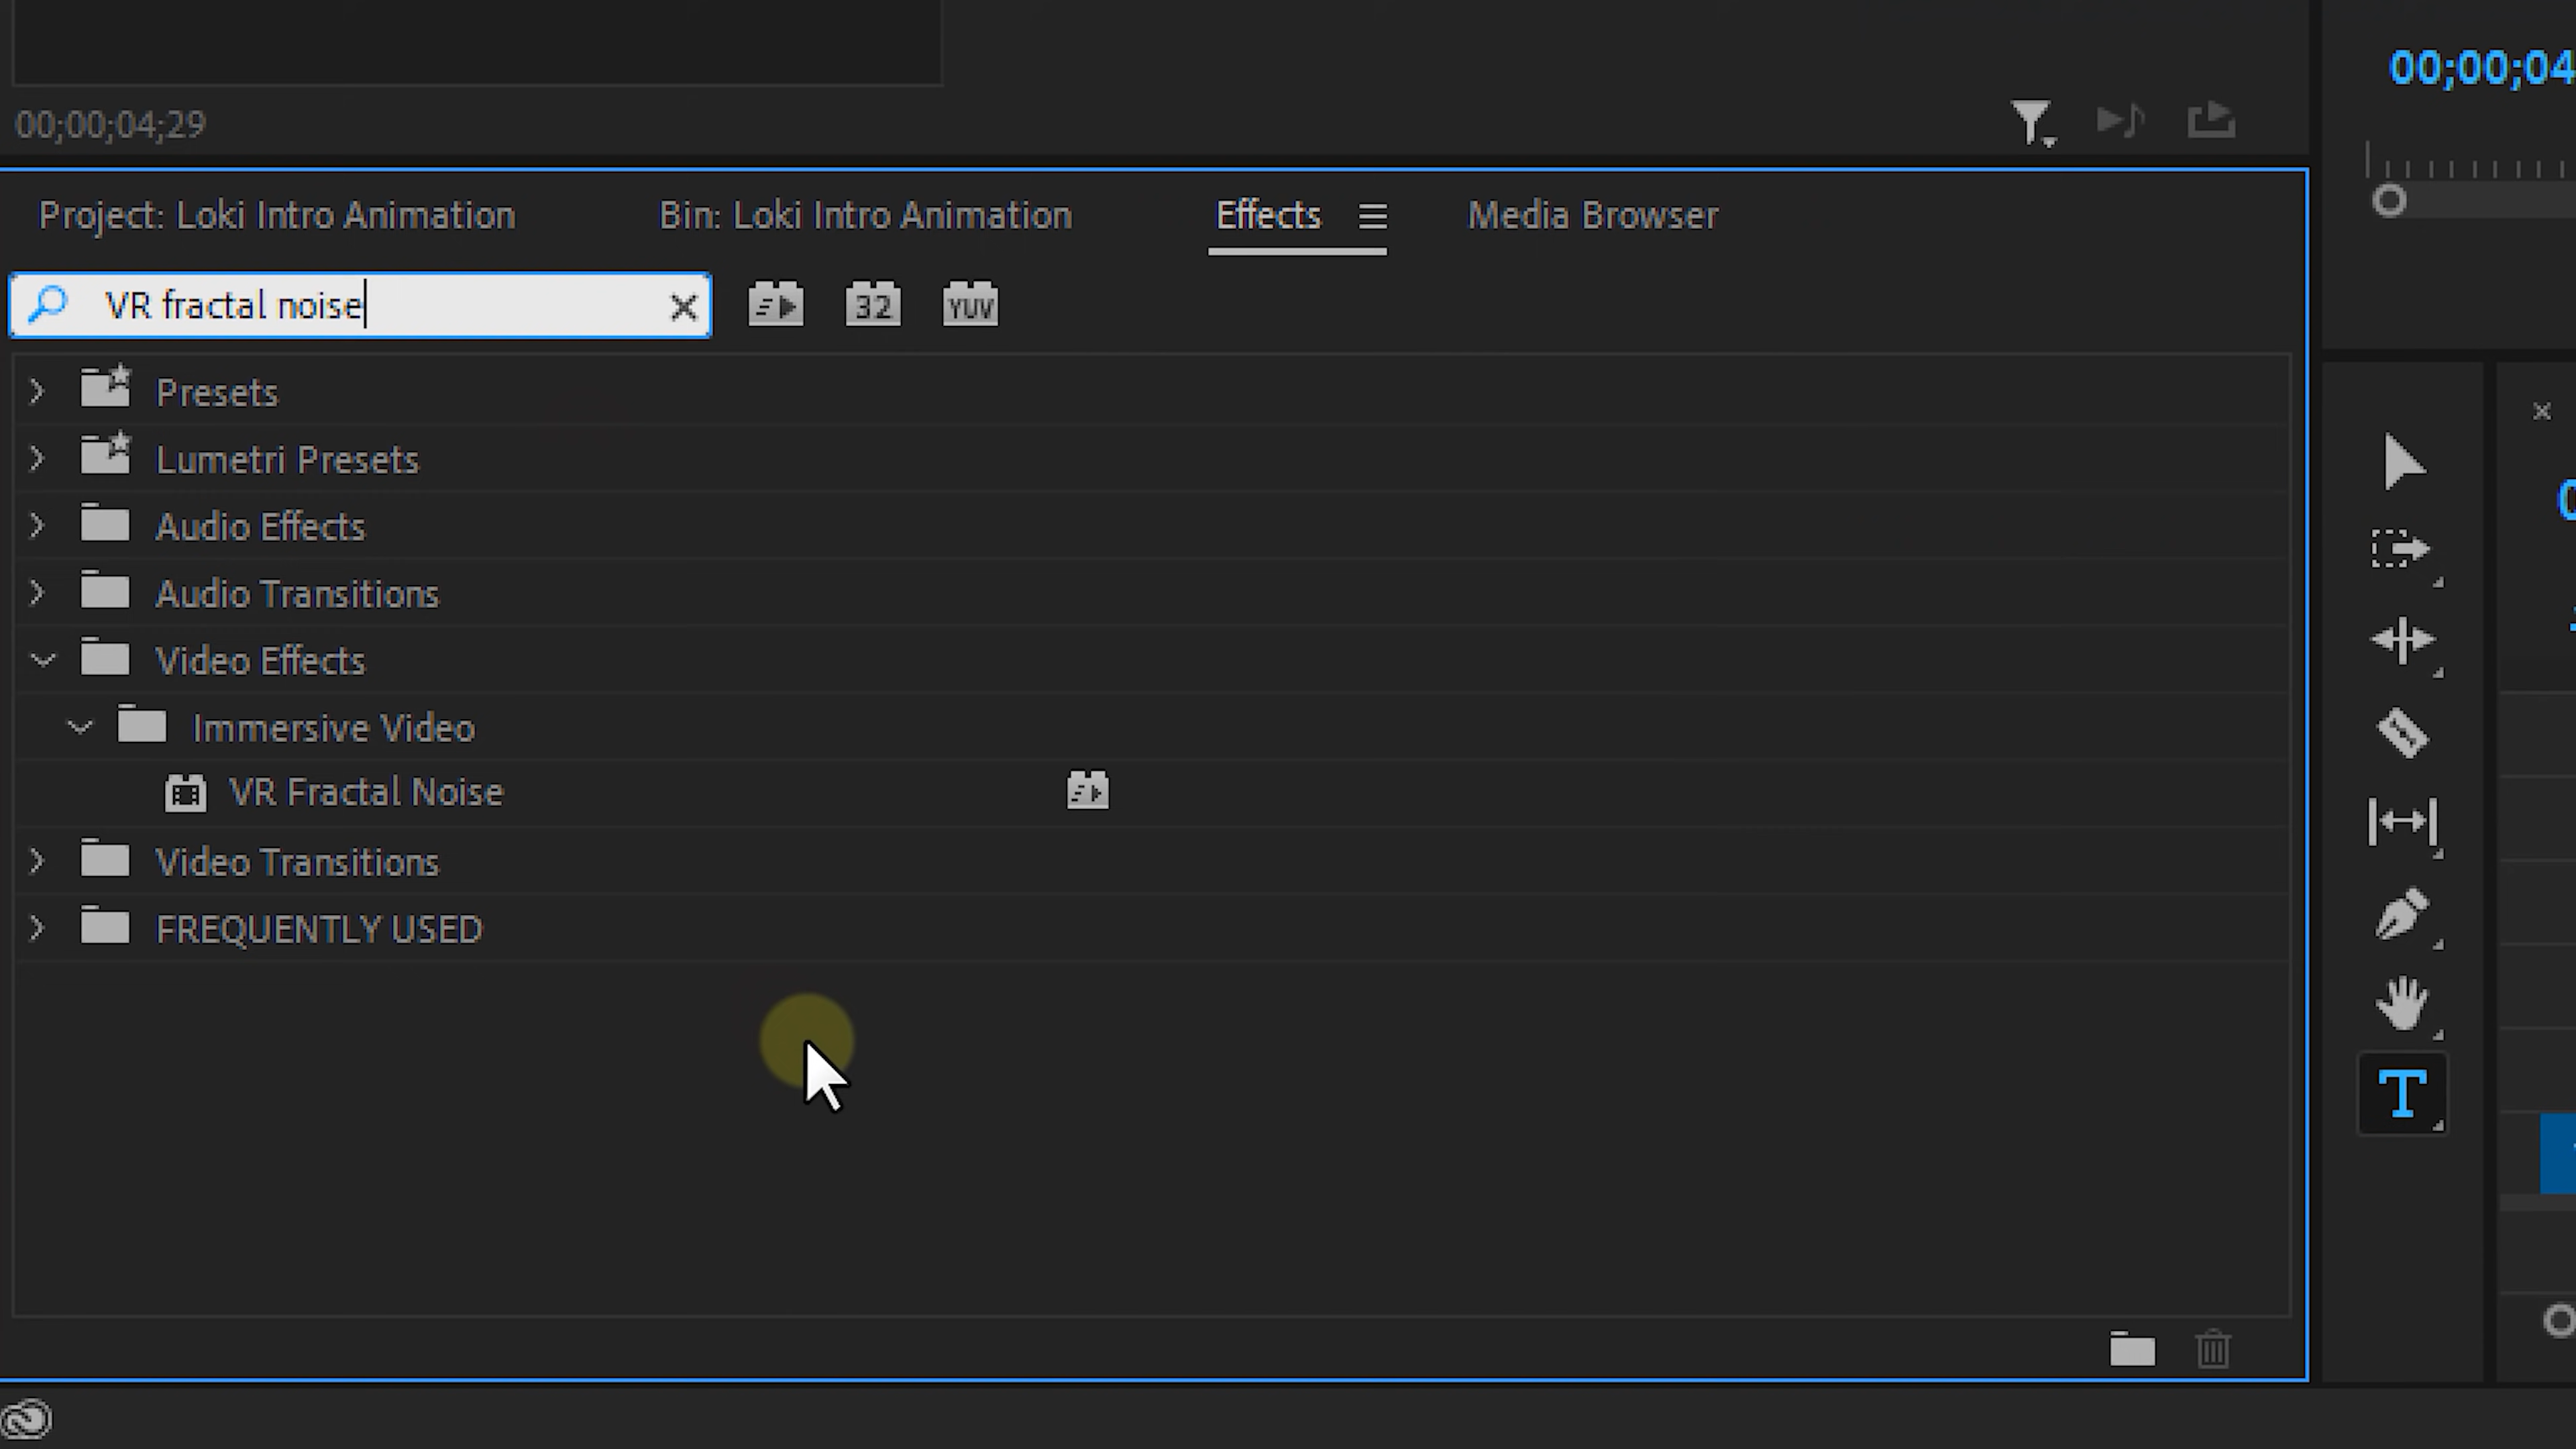 00;00;04
00;00;04;29
Project: Loki Intro Animation Bin: Loki Intro Animation Effects Media Browser
VR fractal noise 32 YUV
Presets
Lumetri Presets
Audio Effects
Audio Transitions
Video Effects
Immersive Video
VR Fractal Noise
Video Transitions
FREQUENTLY USED
T